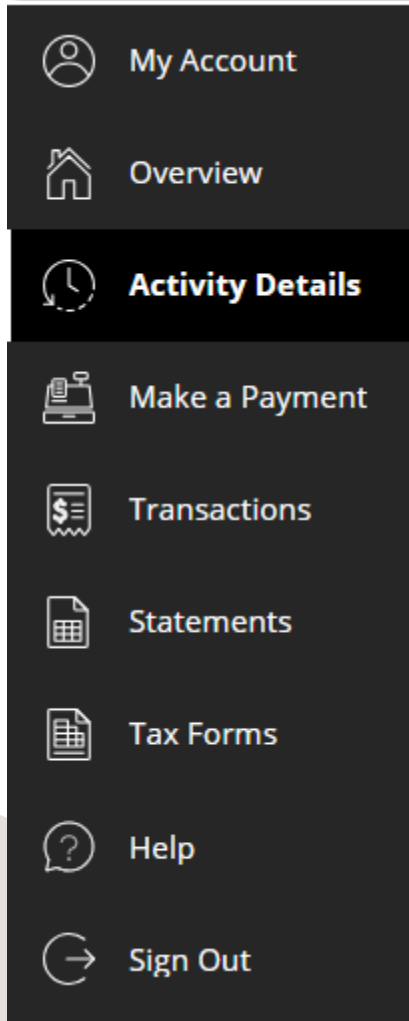 My Account
Overview
Activity Details
Make a Payment
Transactions
Statements
Tax Forms
Help
Sign Out